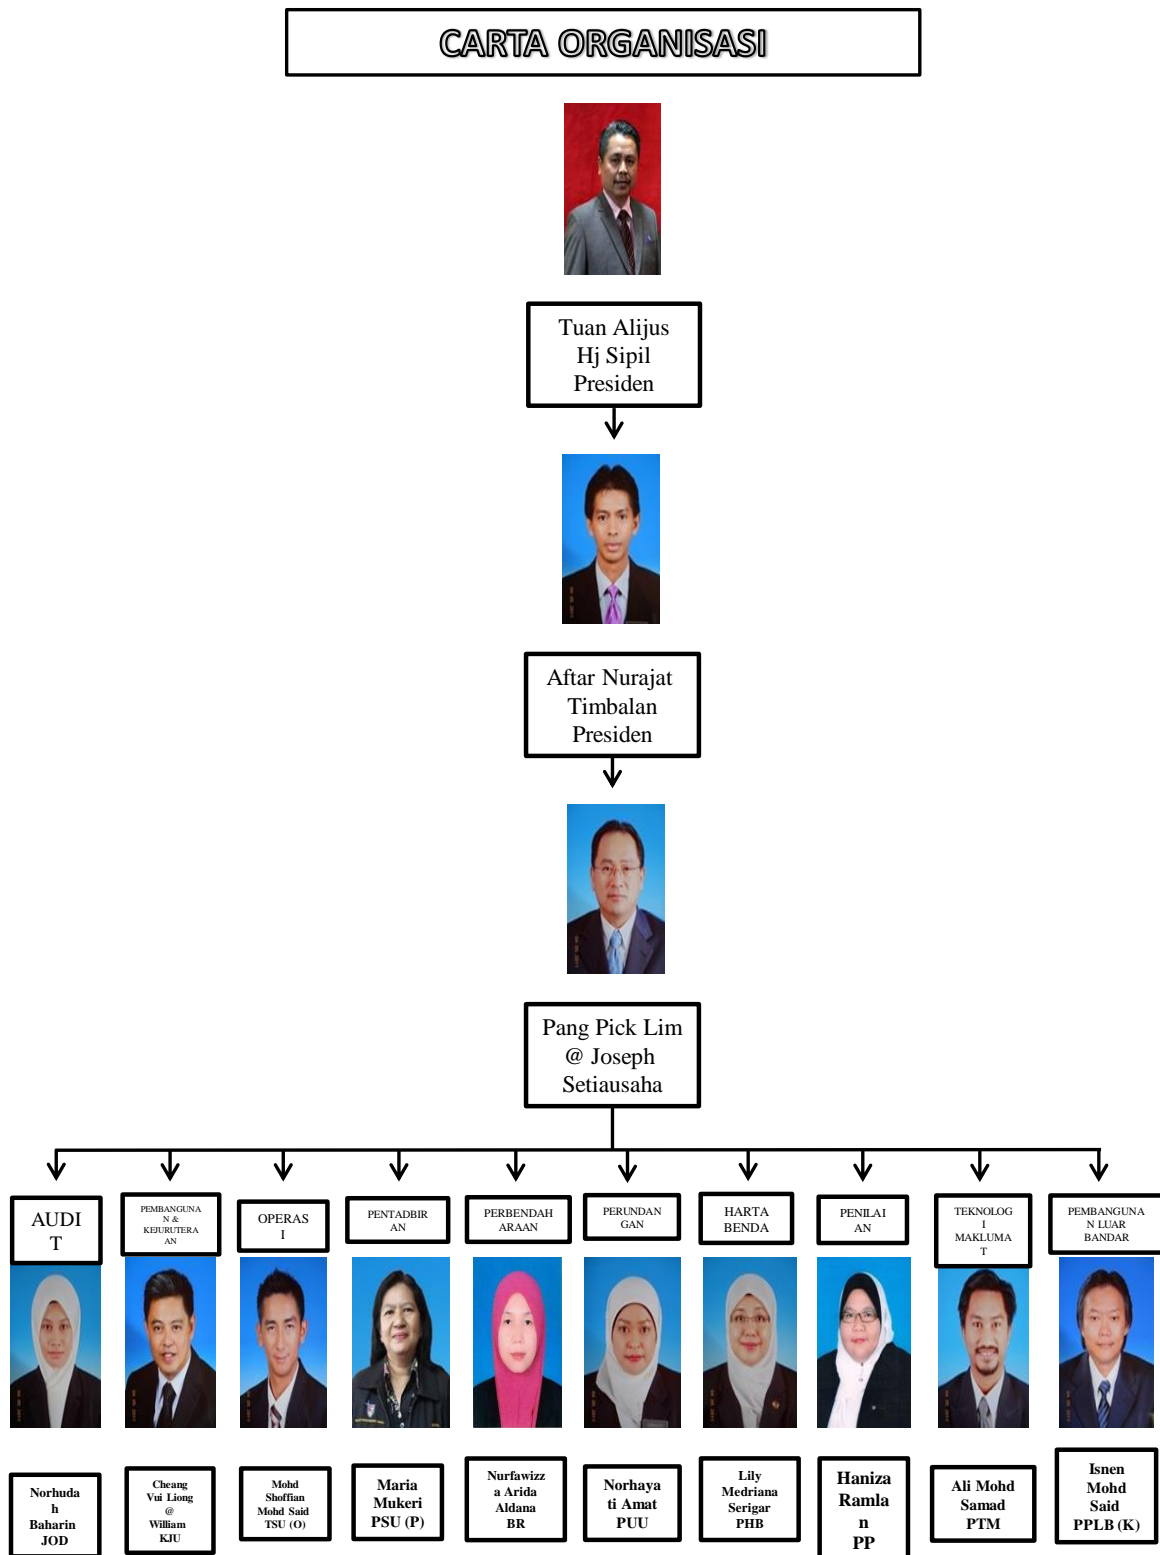 CARTA ORGANISASI
Tuan Alijus
Hj Sipil
Presiden
Aftar Nurajat
Timbalan
Presiden
Pang Pick Lim
@ Joseph
Setiausaha
AUDI
T
PEMBANGUNA
N &
KEJURUTERA
AN
OPERAS
I
PENTADBIR
AN
PERBENDAH
ARAAN
PERUNDAN
GAN
HARTA
BENDA
PENILAI
AN
TEKNOLOG
I
MAKLUMA
T
PEMBANGUNA
N LUAR
BANDAR
Norhuda
h
Baharin
JOD
Cheang
Vui Liong
@
William
KJU
Mohd
Shoffian
Mohd Said
TSU (O)
Maria
Mukeri
PSU (P)
Nurfawizz
a Arida
Aldana
BR
Norhaya
ti Amat
PUU
Lily
Medriana
Serigar
PHB
Haniza
Ramla
n
PP
Ali Mohd
Samad
PTM
Isnen
Mohd
Said
PPLB (K)